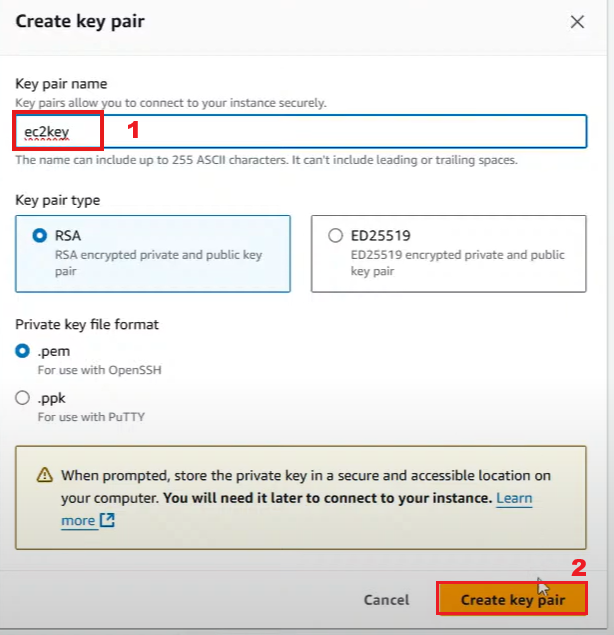 Create key pair
Key pair name
Key pairs allow you to connect to your instance securely.
ec2key
1
The name can include up to 255 ASCII characters. It can't include leading or trailing spaces.
Key pair type
RSA
RSA encrypted private and public key
pair
ED25519
ED25519 encrypted private and public
key pair
Private key file format
.pem
For use with OpenSSH
.ppk
For use with PuTTY
When prompted, store the private key in a secure and accessible location on
your computer. You will need it later to connect to your instance. Learn
more
2
Cancel
Create key pair